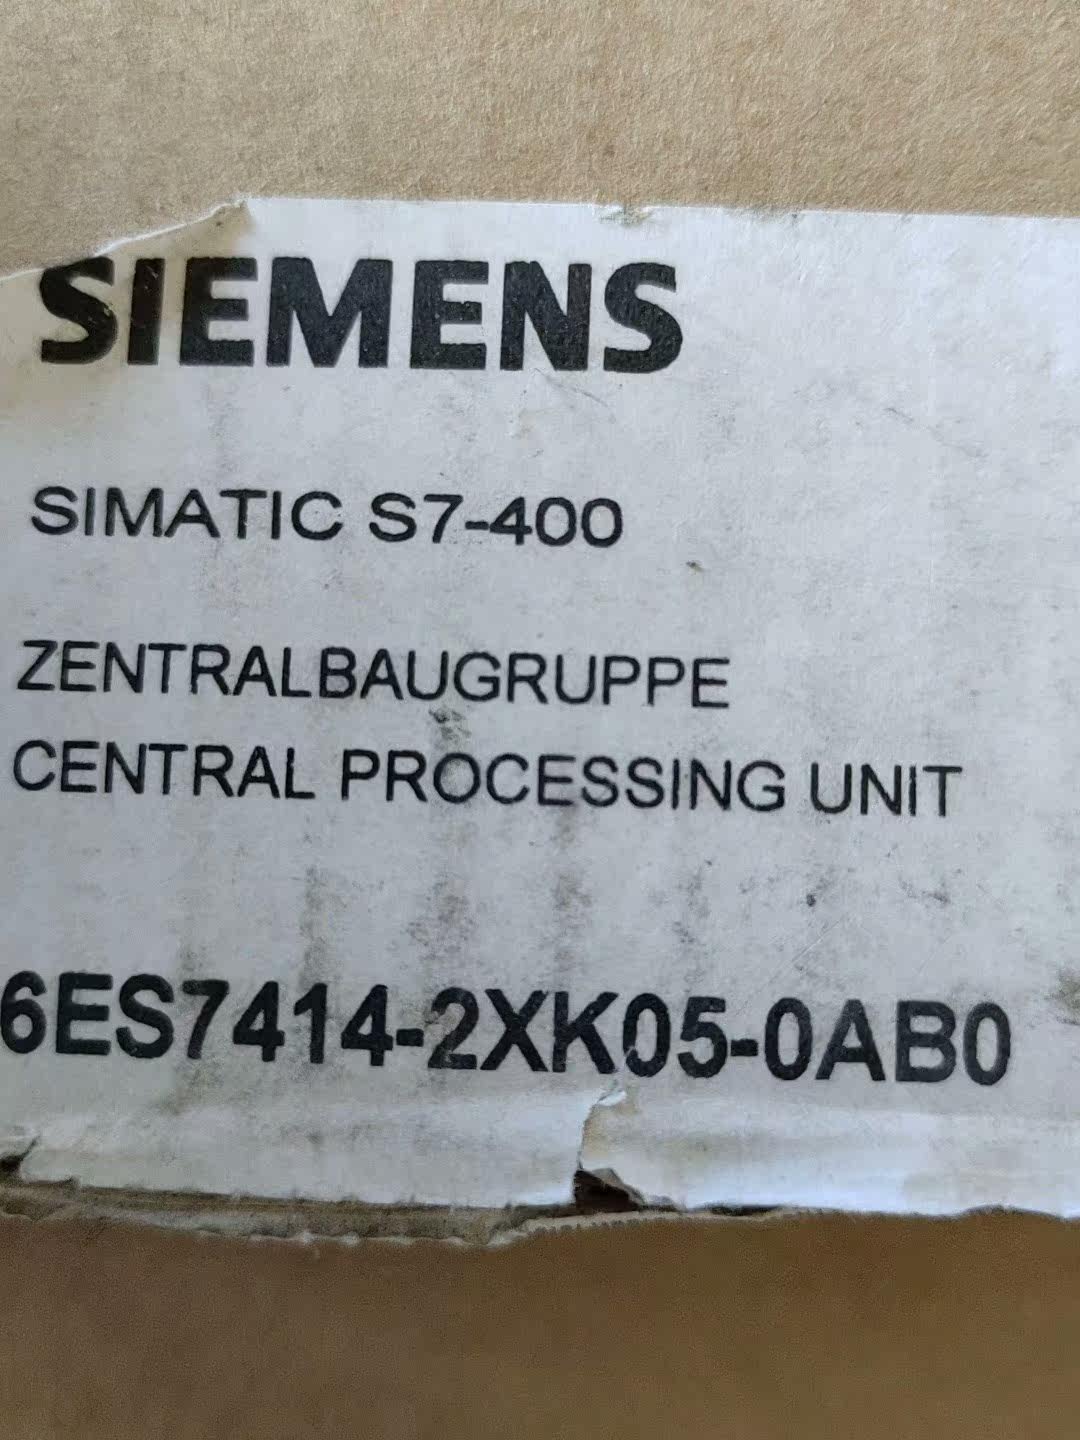 SIEMENS
SIMATIC S7-400
ZENTRALBAUGRUPPE
CENTRAL PROCESSING UNIT
6ES7414-2XK05-0AB0